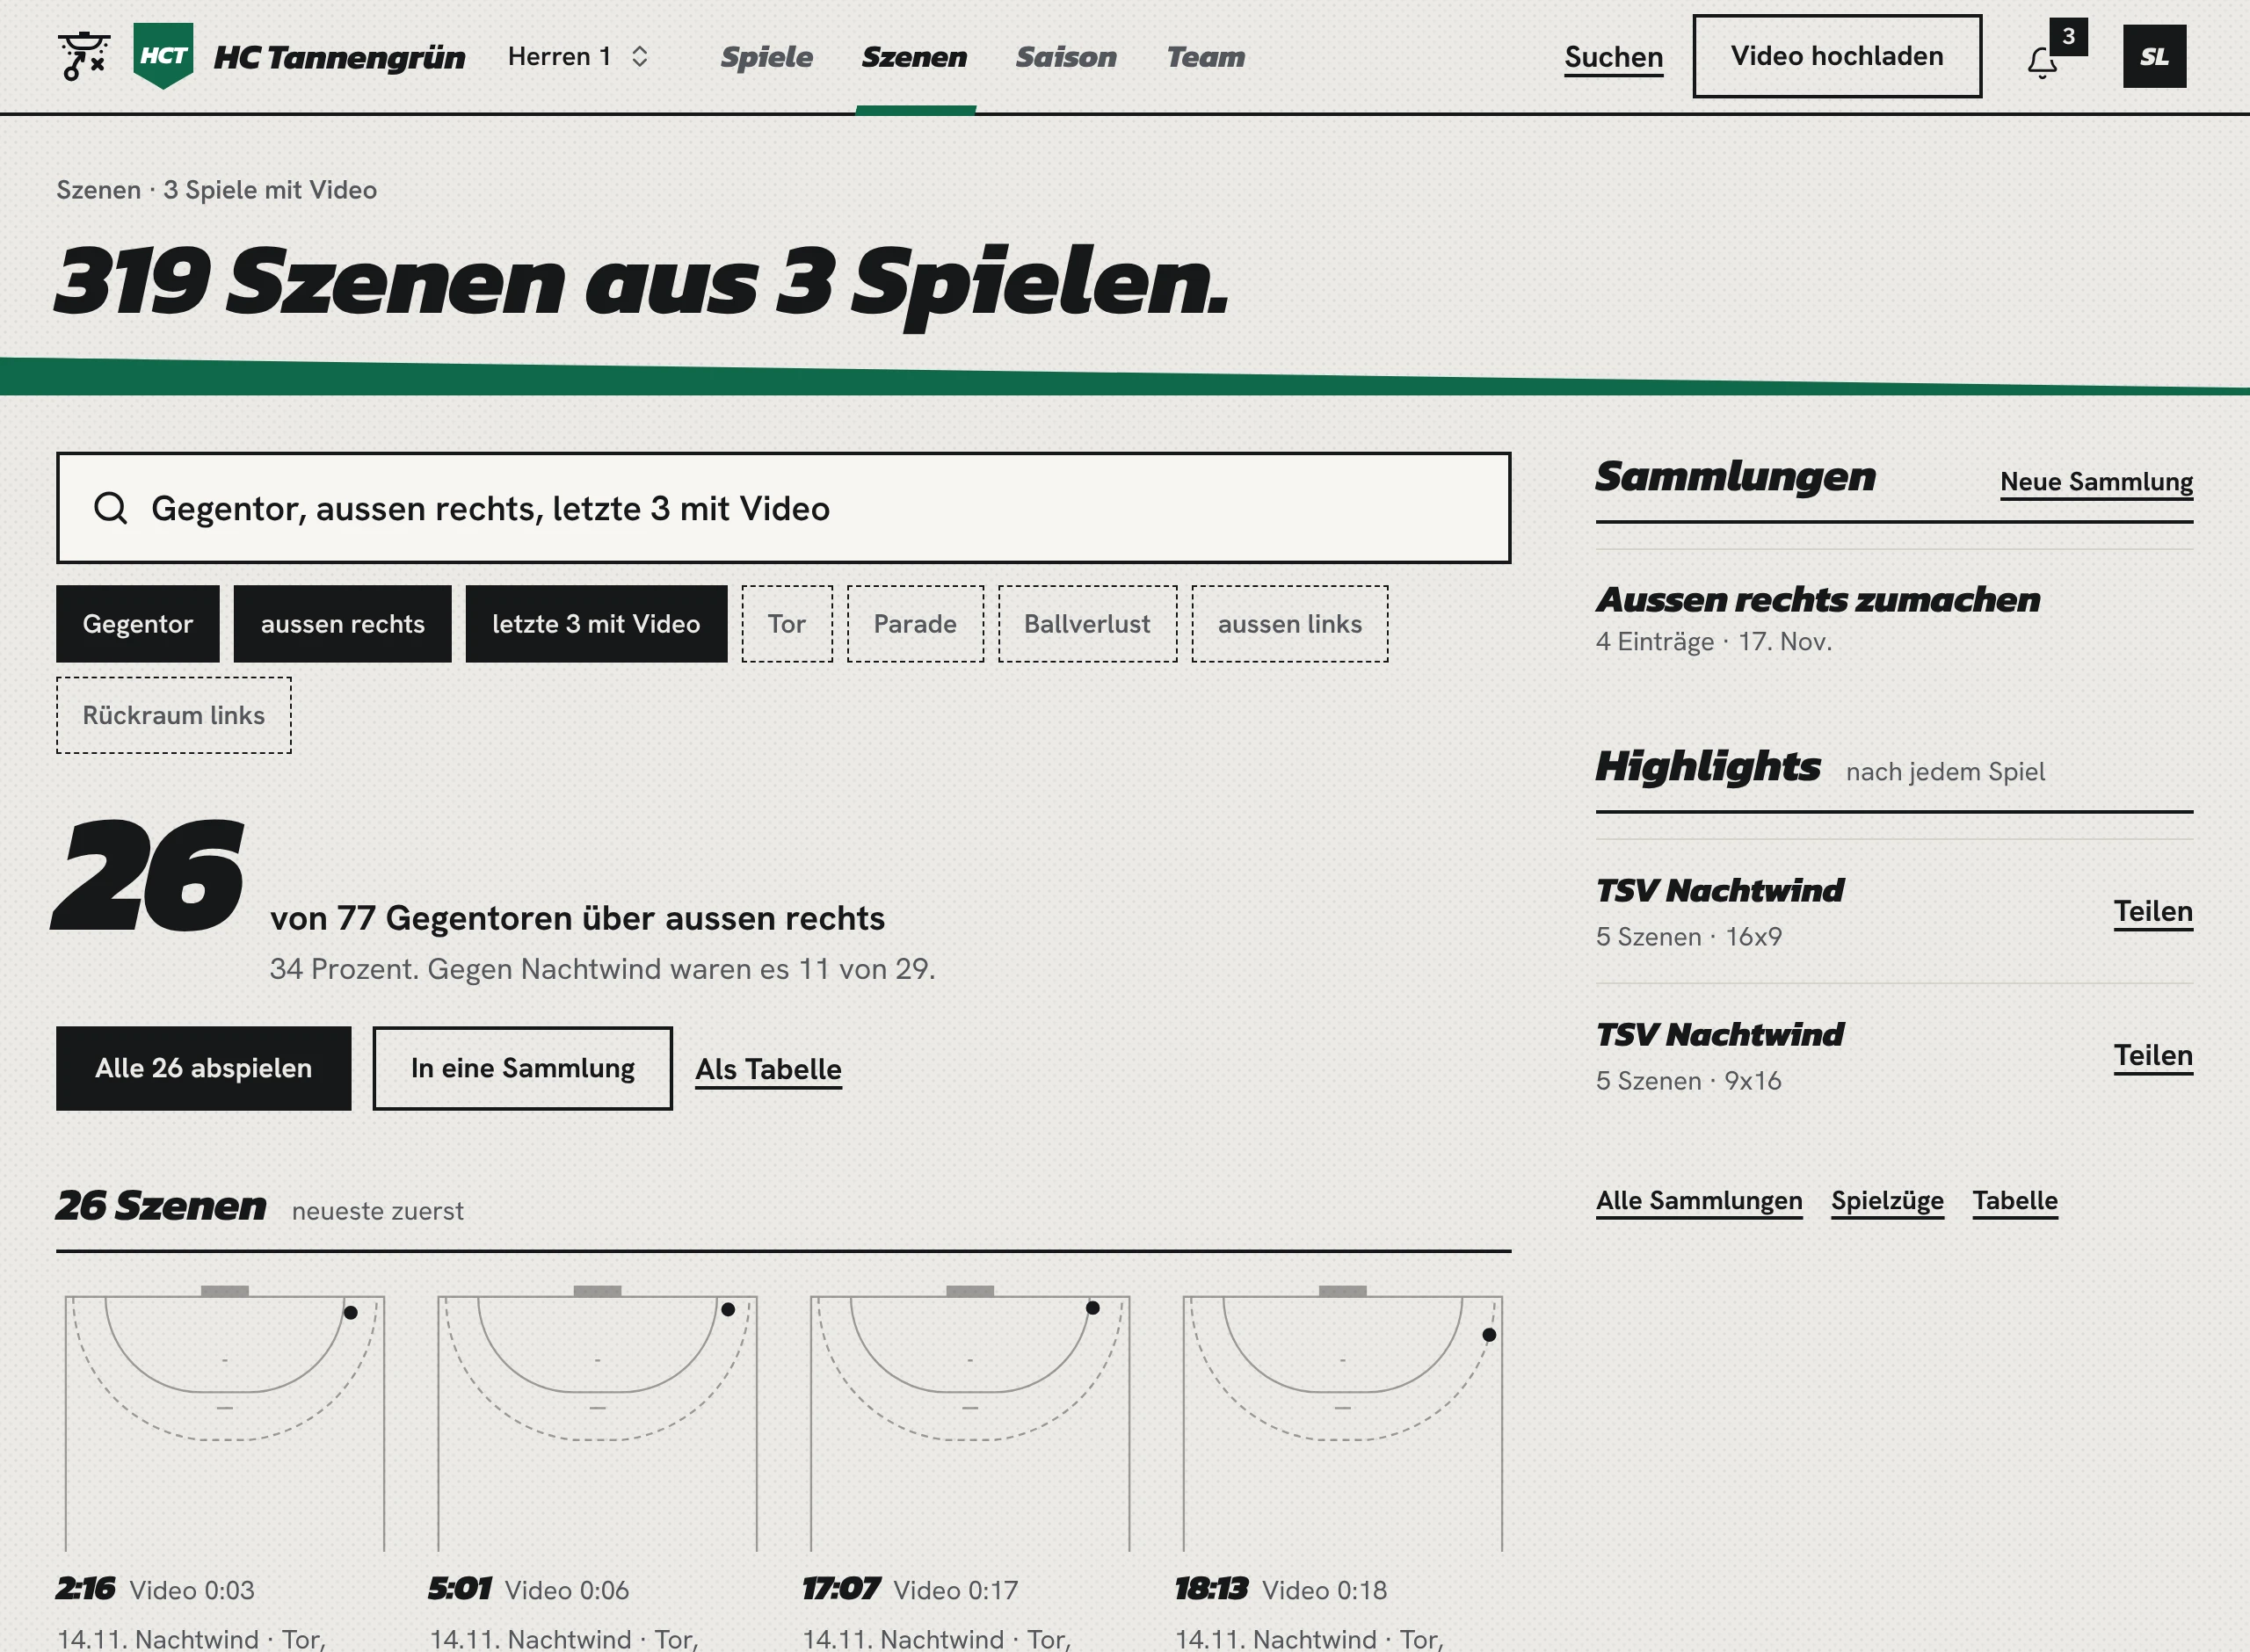 HCT HC Tannengrün Herren 1 Spiele Szenen Saison Team Suchen Video hochladen 3 SL
Szenen · 3 Spiele mit Video
319 Szenen aus 3 Spielen.
Gegentor, aussen rechts, letzte 3 mit Video
Gegentor aussen rechts letzte 3 mit Video Tor Parade Ballverlust aussen links
Rückraum links
26
von 77 Gegentoren über aussen rechts
34 Prozent. Gegen Nachtwind waren es 11 von 29.
Alle 26 abspielen In eine Sammlung Als Tabelle
26 Szenen neueste zuerst
2:16 Video 0:03
14.11. Nachtwind · Tor,
5:01 Video 0:06
14.11. Nachtwind · Tor,
17:07 Video 0:17
14.11. Nachtwind · Tor,
18:13 Video 0:18
14.11. Nachtwind · Tor,
Sammlungen Neue Sammlung
Aussen rechts zumachen
4 Einträge · 17. Nov.
Highlights nach jedem Spiel
TSV Nachtwind
5 Szenen · 16x9
Teilen
TSV Nachtwind
5 Szenen · 9x16
Teilen
Alle Sammlungen Spielzüge Tabelle